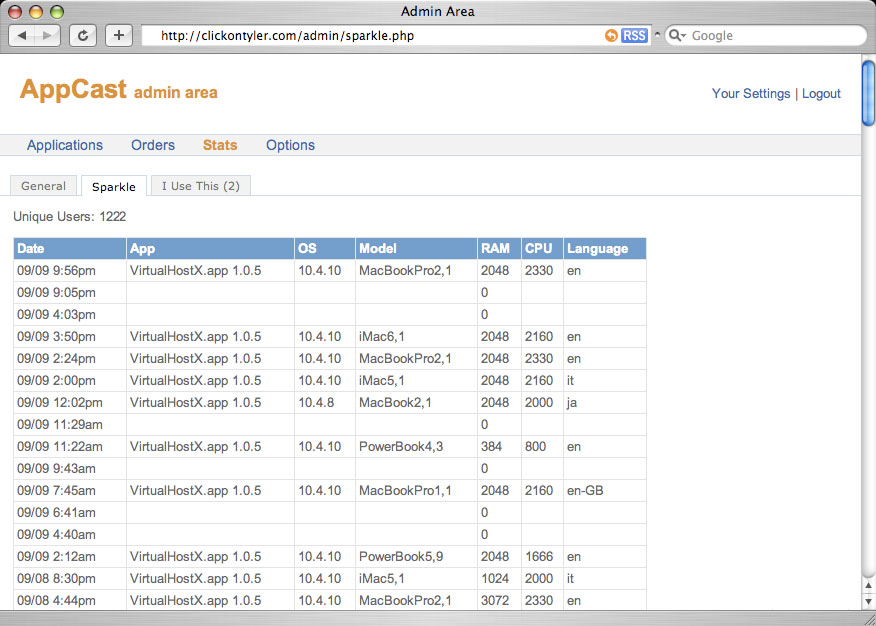 Admin Area
http://clickontyler.com/admin/sparkle.php RSS Google
AppCast admin area
Your Settings | Logout
Applications Orders Stats Options
General Sparkle I Use This (2)
Unique Users: 1222
Date App OS Model RAM CPU Language
09/09 9:56pm VirtualHostX.app 1.0.5 10.4.10 MacBookPro2,1 2048 2330 en
09/09 9:05pm 0
09/09 4:03pm 0
09/09 3:50pm VirtualHostX.app 1.0.5 10.4.10 iMac6,1 2048 2160 en
09/09 2:24pm VirtualHostX.app 1.0.5 10.4.10 MacBookPro2,1 2048 2330 en
09/09 2:00pm VirtualHostX.app 1.0.5 10.4.10 iMac5,1 2048 2160 it
09/09 12:02pm VirtualHostX.app 1.0.5 10.4.8 MacBook2,1 2048 2000 ja
09/09 11:29am 0
09/09 11:22am VirtualHostX.app 1.0.5 10.4.10 PowerBook4,3 384 800 en
09/09 9:43am 0
09/09 7:45am VirtualHostX.app 1.0.5 10.4.10 MacBookPro1,1 2048 2160 en-GB
09/09 6:41am 0
09/09 4:40am 0
09/09 2:12am VirtualHostX.app 1.0.5 10.4.10 PowerBook5,9 2048 1666 en
09/08 8:30pm VirtualHostX.app 1.0.5 10.4.10 iMac5,1 1024 2000 it
09/08 4:44pm VirtualHostX.app 1.0.5 10.4.10 MacBookPro2,1 3072 2330 en